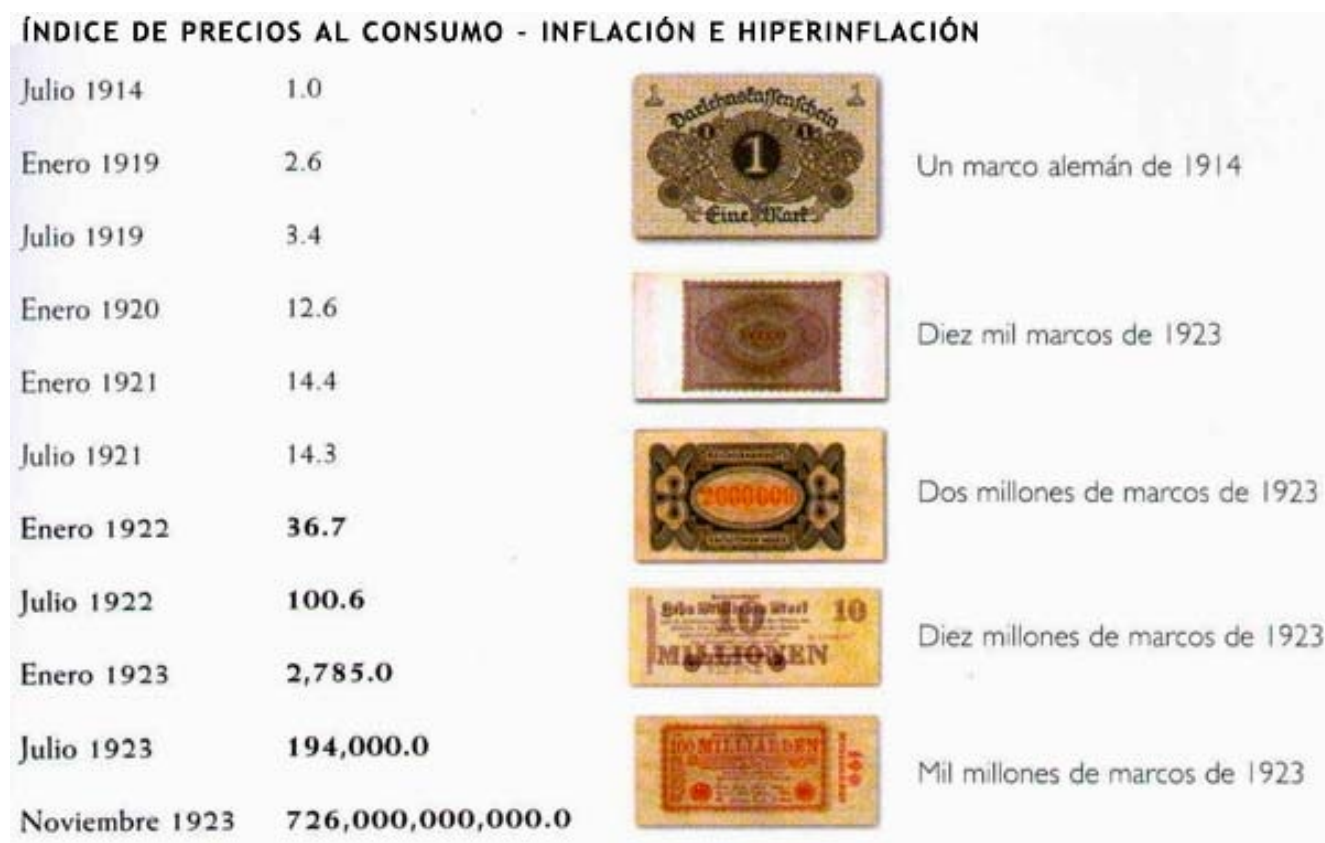 ÍNDICE DE PRECIOS AL CONSUMO - INFLACIÓN E HIPERINFLACIÓN
Julio 1914 1.0
Enero 1919 2.6
Julio 1919 3.4
Enero 1920 12.6
Enero 1921 14.4
Julio 1921 14.3
Enero 1922 36.7
Julio 1922 100.6
Enero 1923 2,785.0
Julio 1923 194,000.0
Noviembre 1923 726,000,000,000.0
1 1
Darlehnskassenschein
1
Eine Mark
Un marco alemán de 1914
Diez mil marcos de 1923
2000000
Dos millones de marcos de 1923
10
10
MILLIONEN
Diez millones de marcos de 1923
100 MILLIARDEN
Mil millones de marcos de 1923